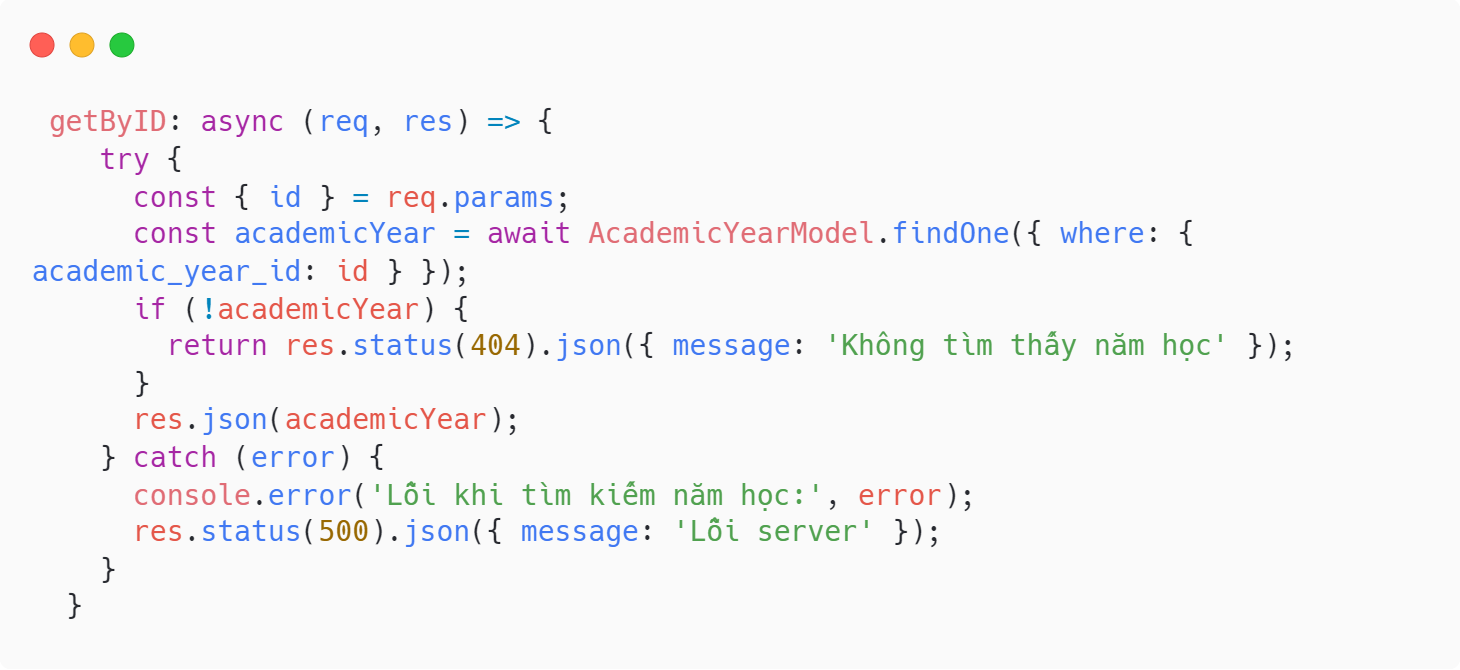 getByID: async (req, res) => {
try {
const { id } = req.params;
const academicYear = await AcademicYearModel.findOne({ where: {
academic_year_id: id } });
if (!academicYear) {
return res.status(404).json({ message: 'Không tìm thấy năm học' });
}
res.json(academicYear);
} catch (error) {
console.error('Lỗi khi tìm kiếm năm học:', error);
res.status(500).json({ message: 'Lỗi server' });
}
}